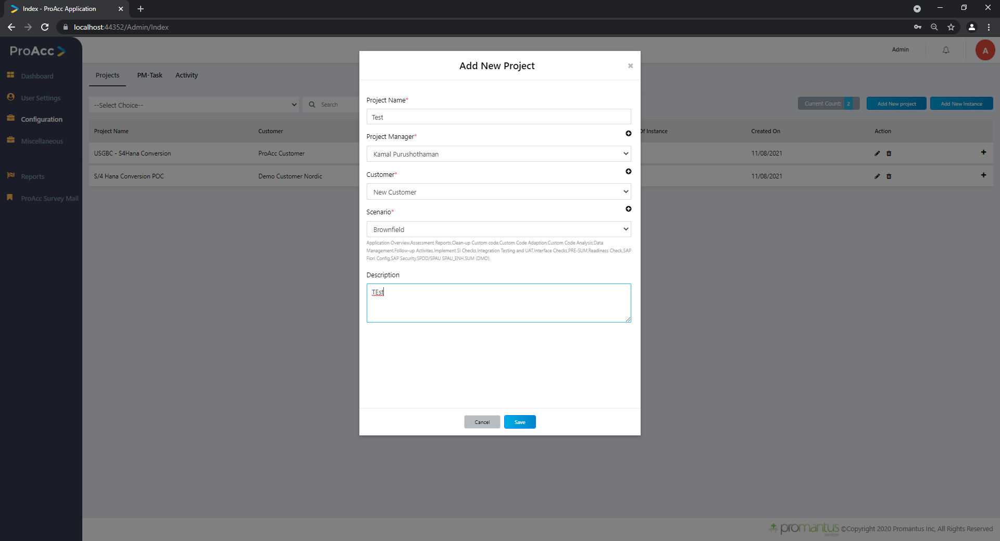 Index - ProAcc Application
localhost:44352/Admin/Index
ProAcc
Admin
A
Dashboard
User Settings
Configuration
Miscellaneous
Reports
ProAcc Survey Mail
Projects PM-Task Activity
--Select Choice--
Search
Current Count: 2
Add New project
Add New Instance
Project Name Customer Of Instance Created On Action
USGBC - S4Hana Conversion ProAcc Customer 11/08/2021
S/4 Hana Conversion POC Demo Customer Nordic 11/08/2021
Add New Project
Project Name*
Test
Project Manager*
Kamal Purushothaman
Customer*
New Customer
Scenario*
Brownfield
Application Overview,Assessment Reports,Clean-up Custom code,Custom Code Adaption,Custom Code Analysis,Data
Management,Follow-up Activites,Implement SI Checks,Integration Testing and UAT,Interface Checks,PRE-SUM,Readiness Check,SAP
Fiori Config,SAP Security,SPDD/SPAU SPAU_ENH,SUM (DMO),
Description
TEst
Cancel
Save
promantus
services
©Copyright 2020 Promantus Inc, All Rights Reserved